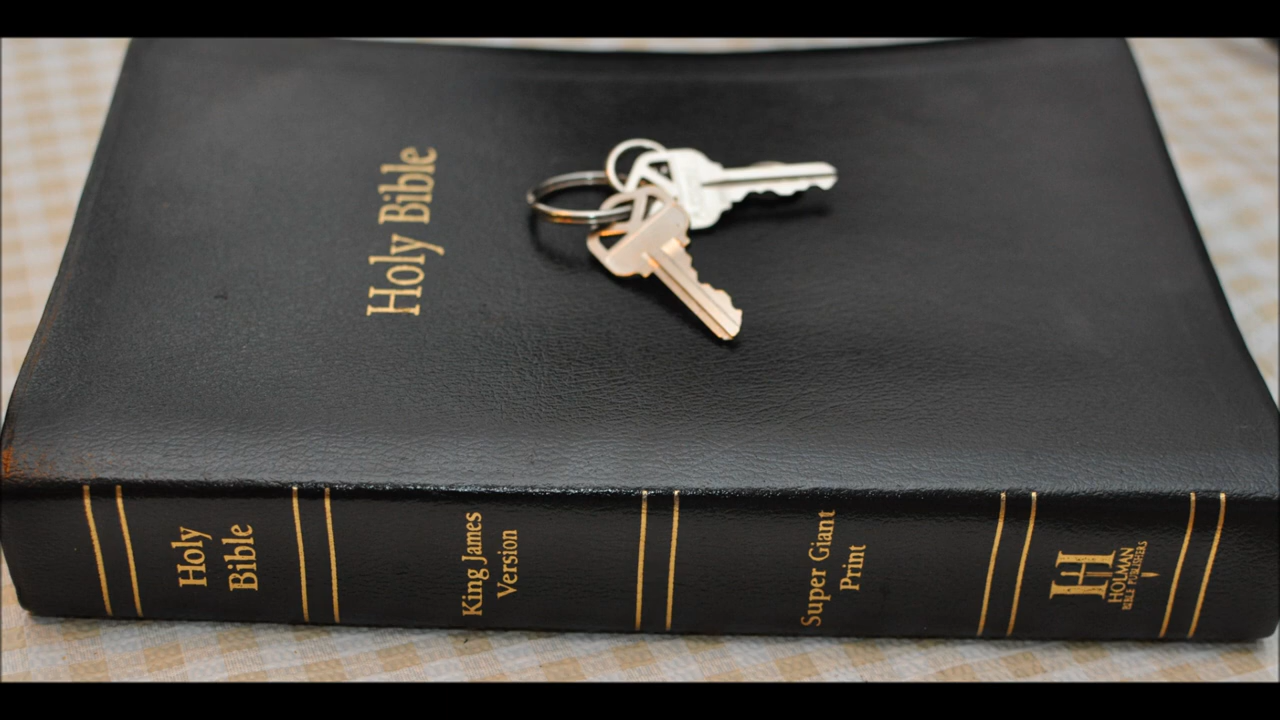 Holy Bible
Holy
Bible
King James
Version
Super Giant
Print
HOLMAN
BIBLE PUBLISHERS